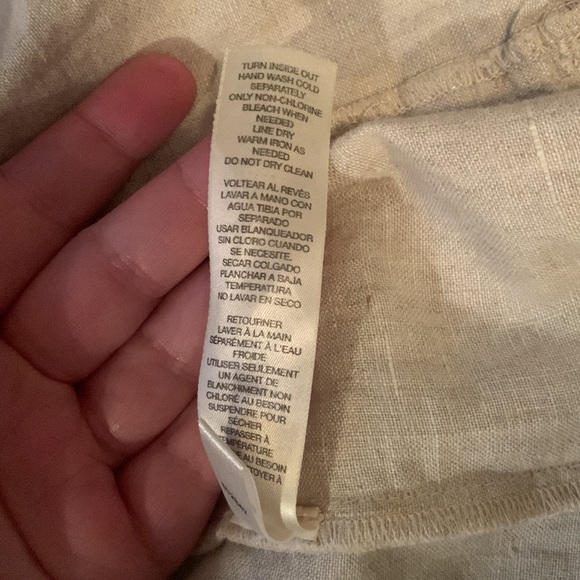 TURN INSIDE OUT
HAND WASH COLD
SEPARATELY
ONLY NON-CHLORINE
BLEACH WHEN
NEEDED
LINE DRY
WARM IRON AS
NEEDED
DO NOT DRY CLEAN
VOLTEAR AL REVÉS
LAVAR A MANO CON
AGUA TIBIA POR
SEPARADO
USAR BLANQUEADOR
SIN CLORO CUANDO
SE NECESITE.
SECAR COLGADO
PLANCHAR A BAJA
TEMPERATURA
NO LAVAR EN SECO
RETOURNER
LAVER À LA MAIN
SÉPARÉMENT À L'EAU
FROIDE
UTILISER SEULEMENT
UN AGENT DE
BLANCHIMENT NON
CHLORÉ AU BESOIN
SUSPENDRE POUR
SÉCHER
REPASSER À
AU BESOIN